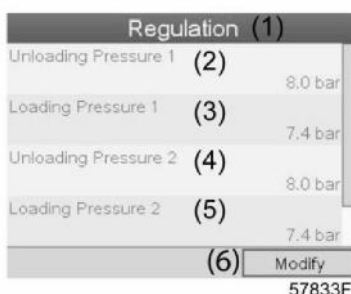 Regulation (1)
Unloading Pressure 1 (2)
8.0 bar
Loading Pressure 1 (3)
7.4 bar
Unloading Pressure 2 (4)
8.0 bar
Loading Pressure 2 (5)
7.4 bar
(6) Modify
57833F